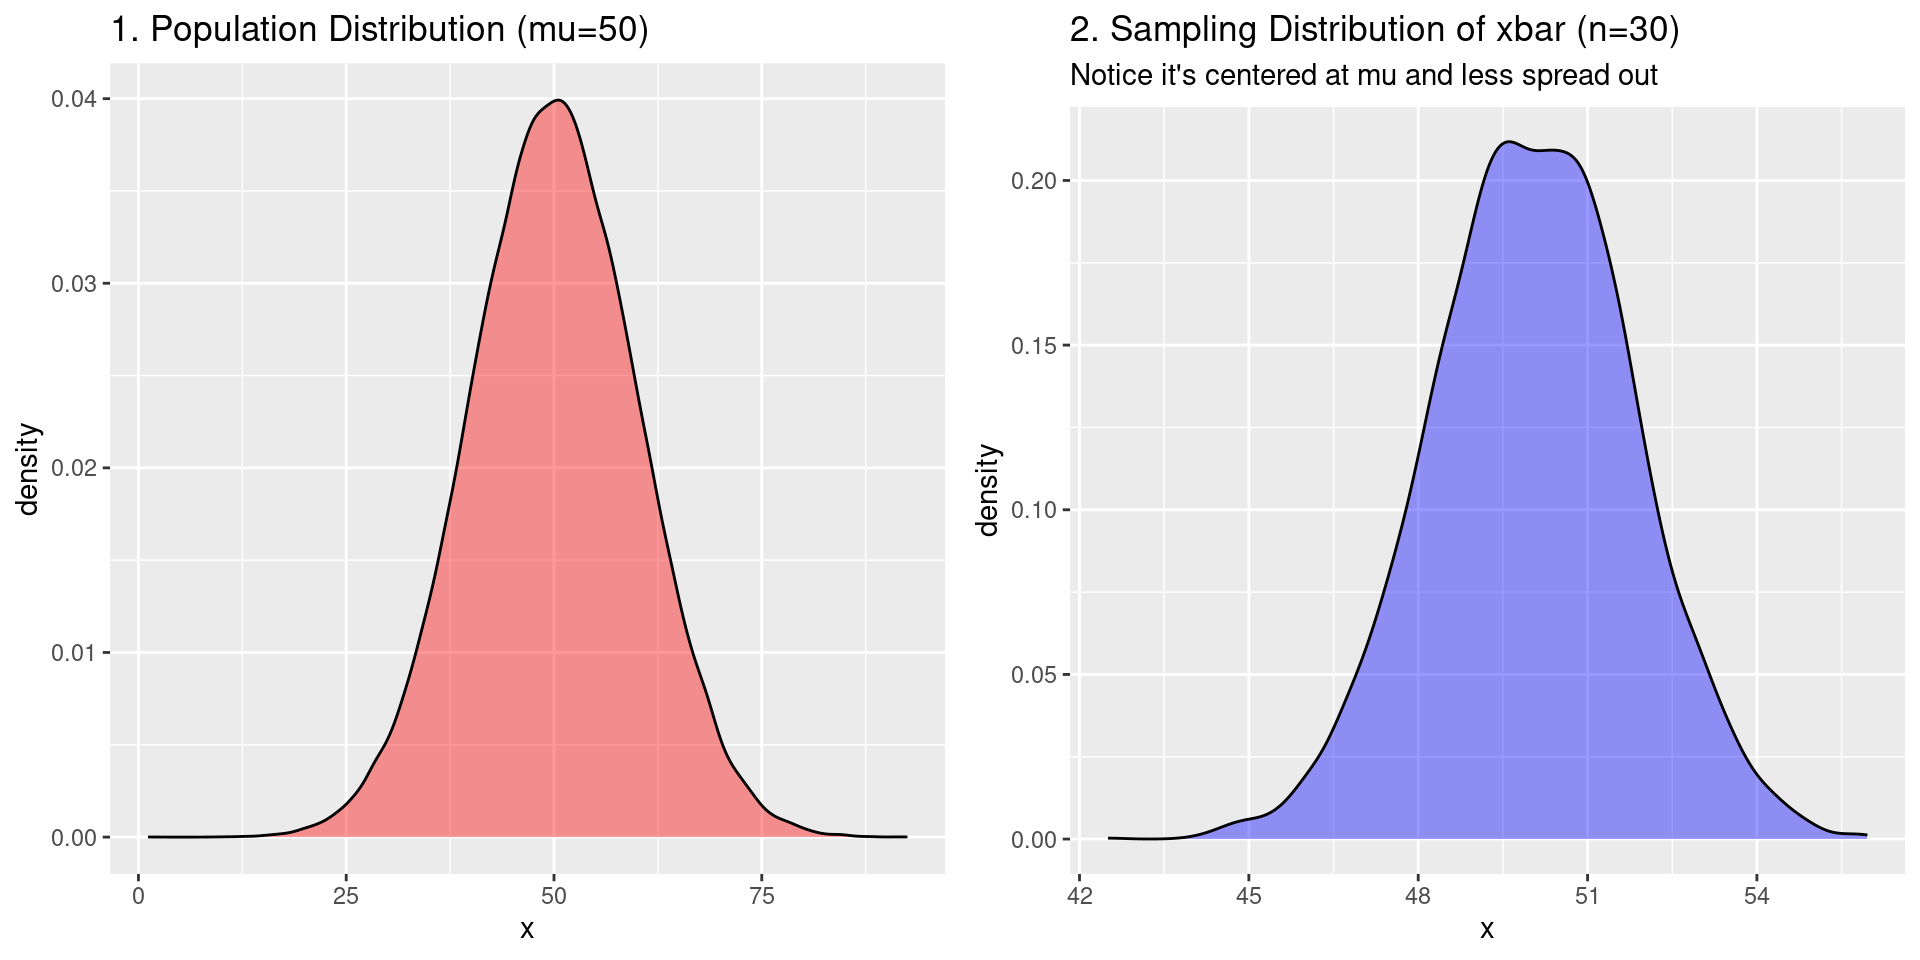 1. Population Distribution (mu=50)
0.04
0.03
0.02
0.01
0.00
density
0 25 50 75
x
2. Sampling Distribution of xbar (n=30)
Notice it's centered at mu and less spread out
0.20
0.15
0.10
0.05
0.00
density
42 45 48 51 54
x